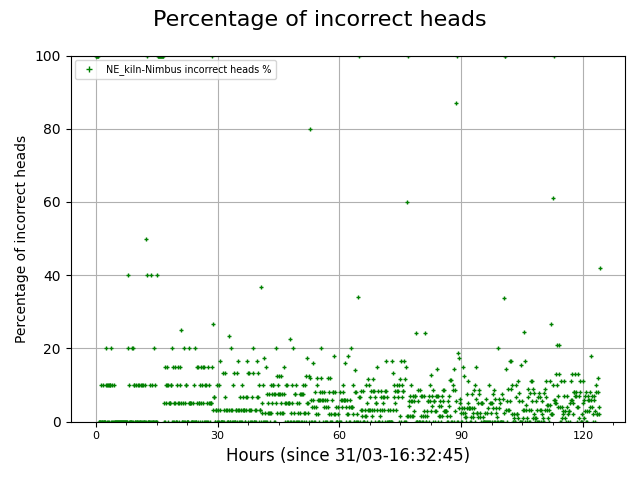 Percentage of incorrect heads
100
NE_kiln-Nimbus incorrect heads %
80
60
40
20
0
Percentage of incorrect heads
0 30 60 90 120
Hours (since 31/03-16:32:45)